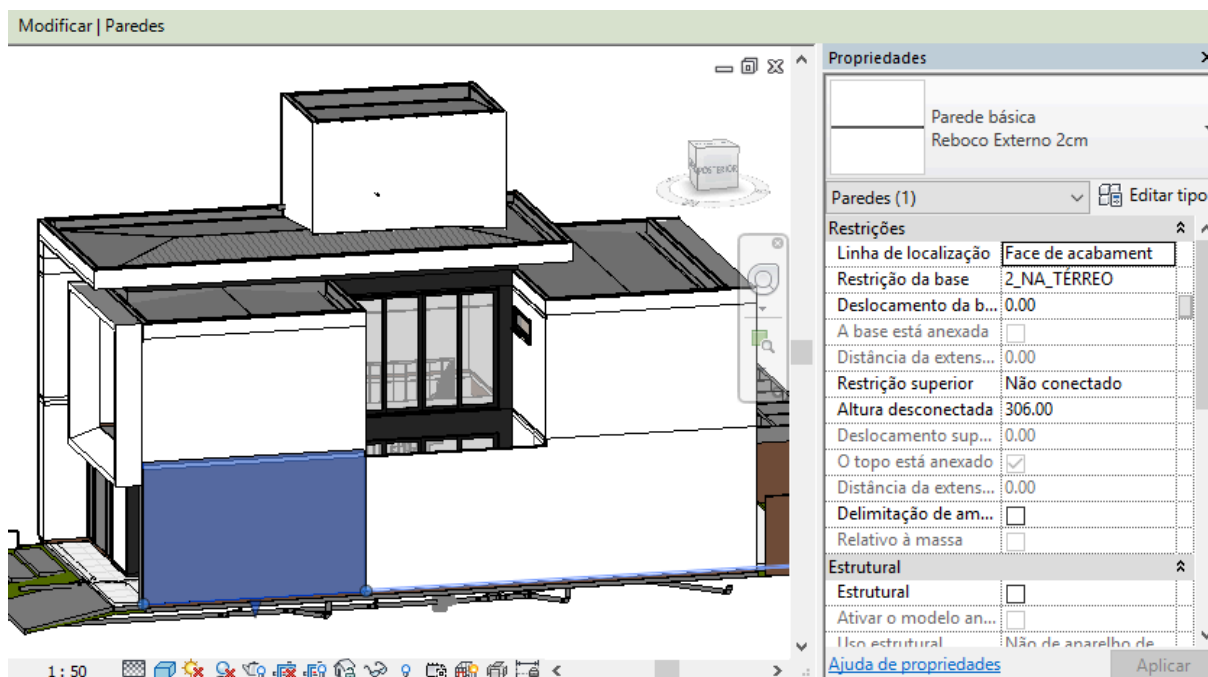 Modificar | Paredes
Propriedades
Parede básica
Reboco Externo 2cm
Paredes (1)
Editar tipo
Restrições
Linha de localização Face de acabament
Restrição da base 2_NA_TÉRREO
Deslocamento da b... 0.00
A base está anexada
Distância da extens... 0.00
Restrição superior Não conectado
Altura desconectada 306.00
Deslocamento sup... 0.00
O topo está anexado
Distância da extens... 0.00
Delimitação de am...
Relativo à massa
Estrutural
Estrutural
Ativar o modelo an...
Uso estrutural Não de aparelho de
Ajuda de propriedades Aplicar
POSTERIOR
1 : 50